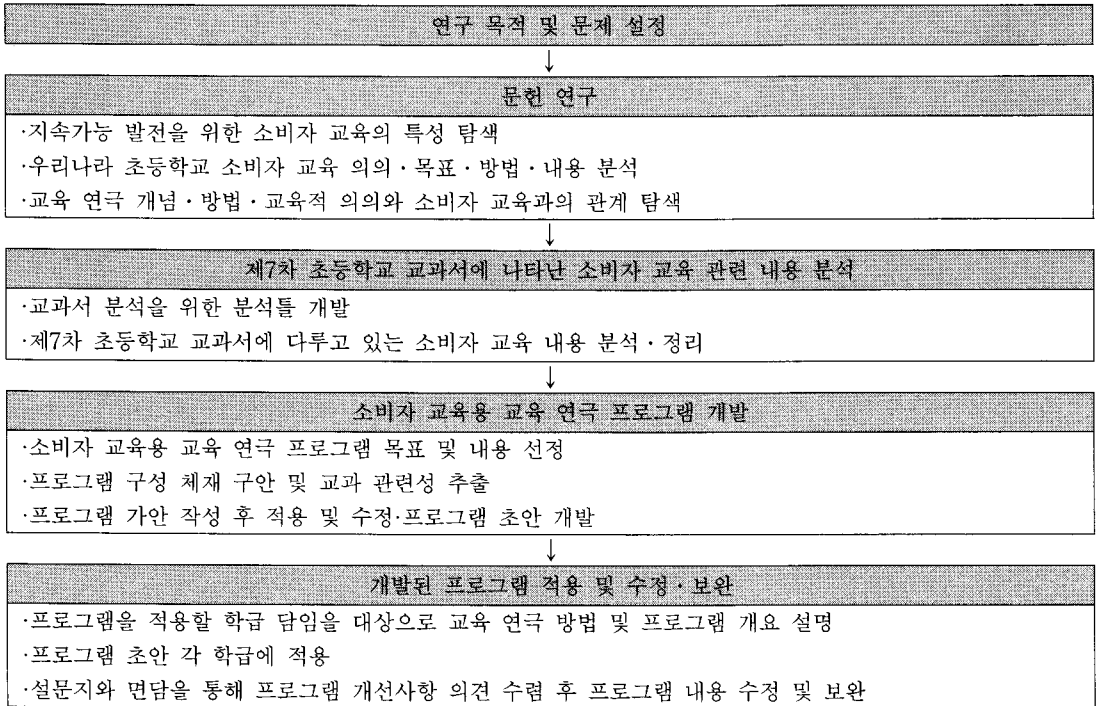 연구 목적 및 문제 설정
↓
문헌 연구
·지속가능 발전을 위한 소비자 교육의 특성 탐색
·우리나라 초등학교 소비자 교육 의의·목표·방법·내용 분석
·교육 연극 개념·방법·교육적 의의와 소비자 교육과의 관계 탐색
↓
제7차 초등학교 교과서에 나타난 소비자 교육 관련 내용 분석
·교과서 분석을 위한 분석틀 개발
·제7차 초등학교 교과서에 다루고 있는 소비자 교육 내용 분석·정리
↓
소비자 교육용 교육 연극 프로그램 개발
·소비자 교육용 교육 연극 프로그램 목표 및 내용 선정
·프로그램 구성 체재 구안 및 교과 관련성 추출
·프로그램 가안 작성 후 적용 및 수정·프로그램 초안 개발
↓
개발된 프로그램 적용 및 수정·보완
·프로그램을 적용할 학급 담임을 대상으로 교육 연극 방법 및 프로그램 개요 설명
·프로그램 초안 각 학급에 적용
·설문지와 면담을 통해 프로그램 개선사항 의견 수렴 후 프로그램 내용 수정 및 보완